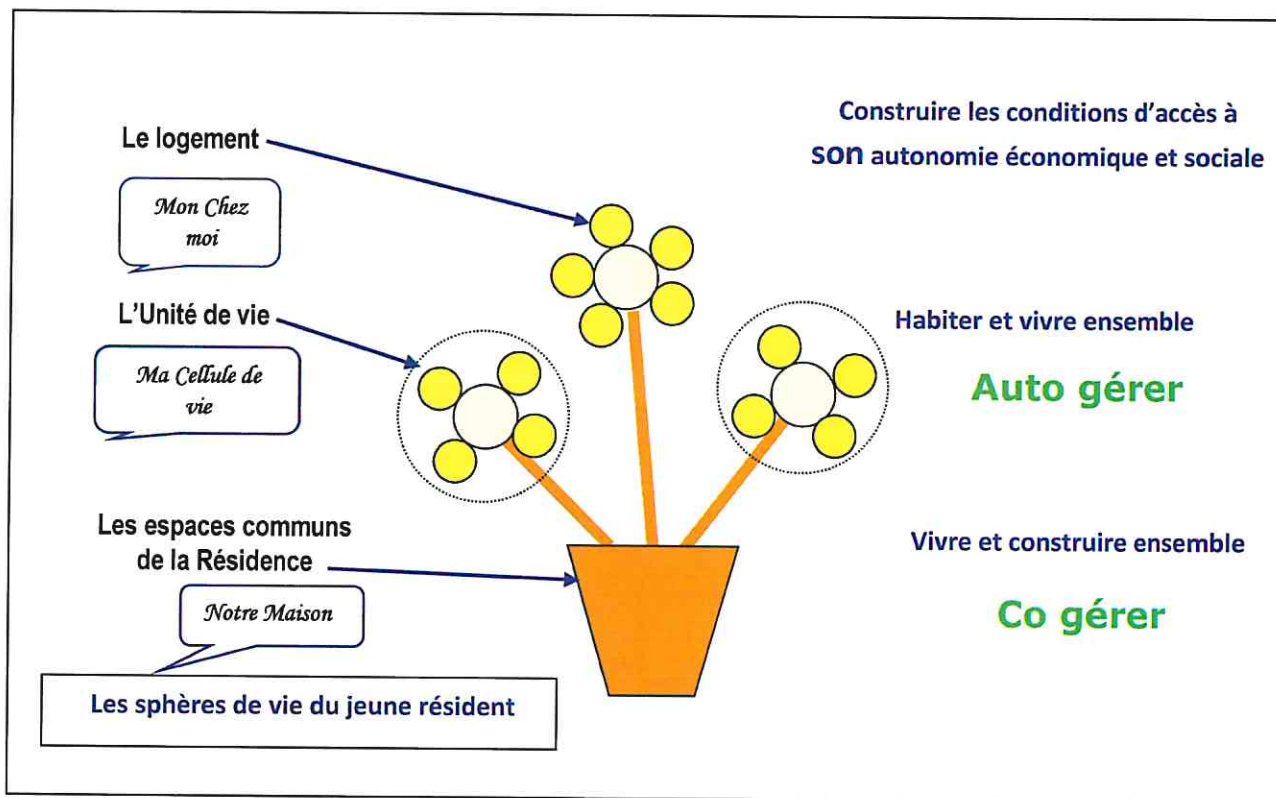 Construire les conditions d'accès à
son autonomie économique et sociale
Le logement
Mon Chez
moi
L'Unité de vie
Habiter et vivre ensemble
Ma Cellule de
vie
Auto gérer
Les espaces communs
de la Résidence
Vivre et construire ensemble
Notre Maison
Co gérer
Les sphères de vie du jeune résident